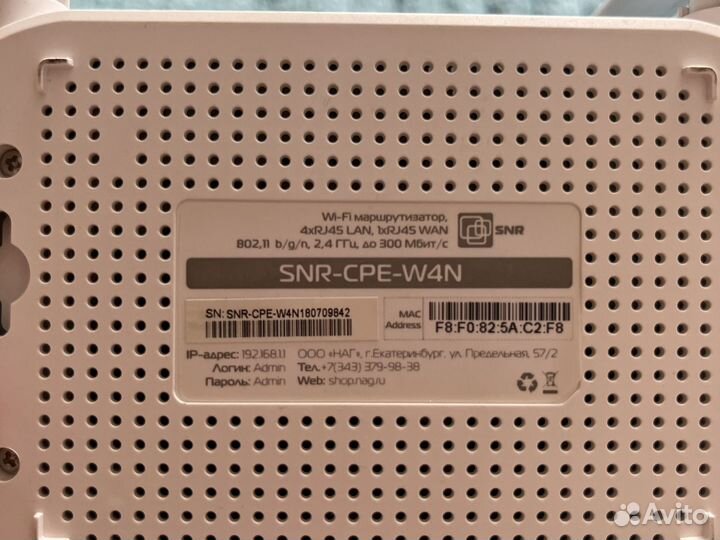 Wi-Fi маршрутизатор,
4xRJ45 LAN, 1xRJ45 WAN
802,11 b/g/n, 2,4 ГГц, до 300 Мбит/с
SNR
SNR-CPE-W4N
SN: SNR-CPE-W4N180709842
MAC Address
F8:F0:82:5A:C2:F8
IP-адрес: 192.168.1.1 ООО «НАГ», г.Екатеринбург, ул. Предельная, 57/2
Логин: Admin Тел.+7(343) 379-98-38
Пароль: Admin Web: shop.nag.ru
Avito